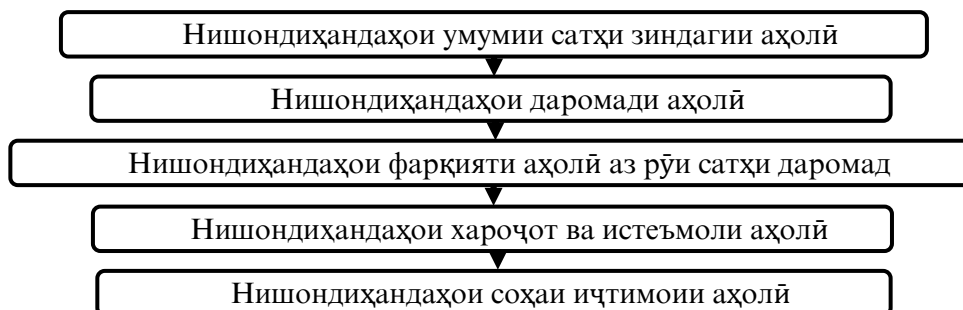 Нишондиҳандаҳои умумии сатҳи зиндагии аҳолӣ
Нишондиҳандаҳои даромади аҳолӣ
Нишондиҳандаҳои фарқияти аҳолӣ аз рӯи сатҳи даромад
Нишондиҳандаҳои хароҷот ва истеъмоли аҳолӣ
Нишондиҳандаҳои соҳаи иҷтимоии аҳолӣ